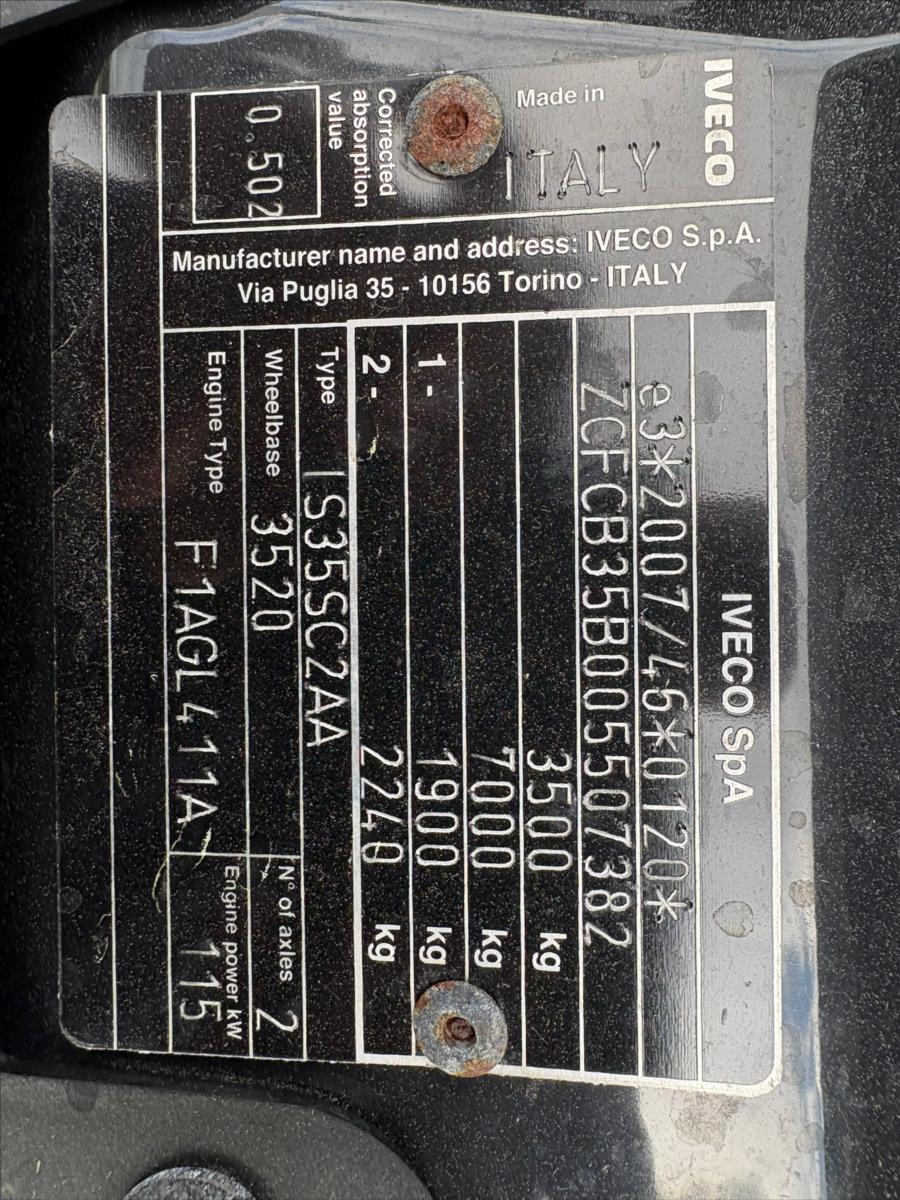 IVECO SpA
e3*2007/46*0120*
ZCFCB35B005507382
3500 kg
7000 kg
1- 1900 kg
2- 2240 kg
Type IS35SC2AA
Wheelbase 3520 N° of axles 2
Engine Type F1AGL411A Engine power kW 115
IVECO
Made in ITALY
Manufacturer name and address: IVECO S.p.A.
Via Puglia 35 - 10156 Torino - ITALY
Corrected
absorption
value
0.502